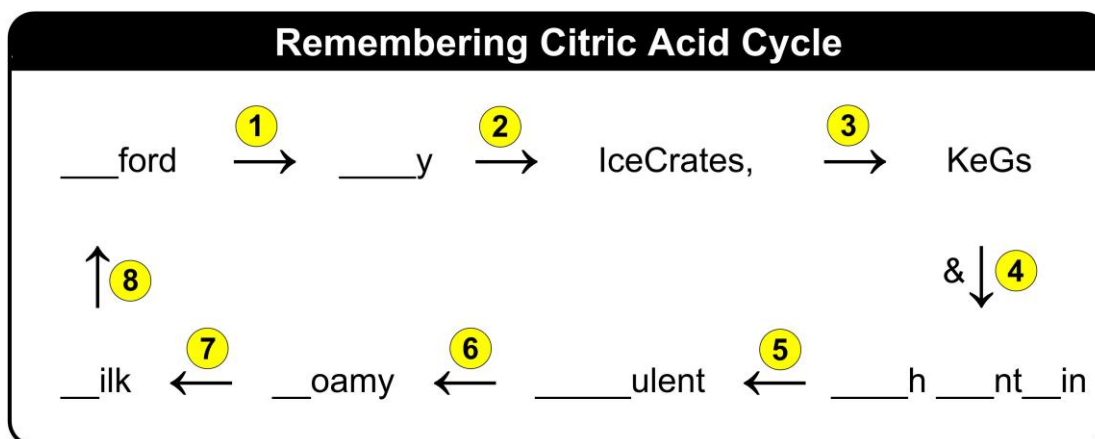 Remembering Citric Acid Cycle
1 2 3
___ford → ____y → IceCrates, → KeGs
↑ 8 & ↓ 4
7 6 5
__ilk ← __oamy ← _____ulent ← ____h ___nt__in